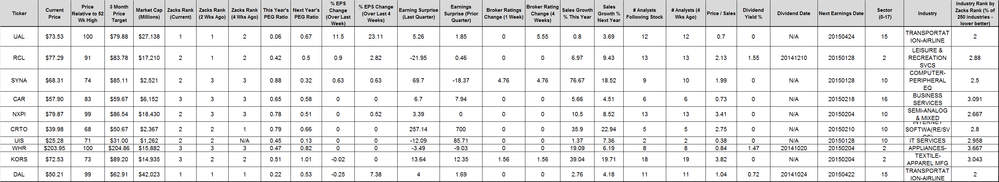 Ticker | Current Price | Price Relative to 52 Wk High | 3 Month Price Target | Market Cap (Millions) | Zacks Rank (Current) | Zacks Rank (2 Wks Ago) | Zacks Rank (4 Wks Ago) | This Year's PEG Ratio | Next Year's PEG Ratio | % EPS Change (Over Last Week) | % EPS Change (Over Last 4 Weeks) | Earning Surprise (Last Quarter) | Earnings Surprise (Prior Quarter) | Broker Ratings Change (1 Week) | Broker Rating Change (4 Weeks) | Sales Growth % This Year | Sales Growth % Next Year | # Analysts Following Stock | # Analysts (4 Wks Ago) | Price / Sales | Dividend Yield % | Dividend Date | Next Earnings Date | Sector (0-17) | Industry | Industry Rank by Zacks Rank (% of 250 industries - lower better)
UAL | $73.53 | 100 | $79.88 | $27,138 | 1 | 1 | 2 | 0.06 | 0.67 | 11.5 | 23.11 | 5.26 | 1.85 | 0 | 5.55 | 0.8 | 3.69 | 12 | 12 | 0.7 | 0 | N/A | 20150424 | 15 | TRANSPORTATION-AIRLINE | 2
RCL | $77.29 | 91 | $83.78 | $17,210 | 2 | 1 | 2 | 0.42 | 0.5 | 0.9 | 2.82 | -21.95 | 0.46 | 0 | 0 | 6.97 | 9.43 | 13 | 13 | 2.13 | 1.55 | 20141210 | 20150128 | 2 | LEISURE & RECREATION SVCS | 2.88
SYNA | $68.31 | 74 | $85.11 | $2,521 | 2 | 3 | 3 | 0.88 | 0.32 | 0.63 | 0.63 | 69.7 | -18.37 | 4.76 | 4.76 | 76.67 | 18.52 | 9 | 10 | 1.99 | 0 | N/A | 20150128 | 10 | COMPUTER-PERIPHERAL EQ | 2.5
CAR | $57.90 | 83 | $59.67 | $6,152 | 3 | 3 | 3 | 0.65 | 0.58 | 0 | 0 | 6.7 | 7.94 | 0 | 0 | 5.66 | 4.51 | 6 | 6 | 0.73 | 0 | N/A | 20150218 | 16 | BUSINESS SERVICES | 3.091
NXPI | $79.87 | 99 | $86.54 | $18,430 | 2 | 3 | 3 | 0.78 | 0.51 | 0 | 0.52 | 3.39 | 0 | 0 | 0 | 10.5 | 8.52 | 13 | 13 | 3.41 | 0 | N/A | 20150204 | 10 | SEMI-ANALOG & MIXED | 2.667
CRTO | $39.98 | 68 | $50.67 | $2,367 | 2 | 2 | 1 | 0.79 | 0.66 | 0 | 0 | 257.14 | 700 | 0 | 0 | 35.9 | 22.94 | 5 | 5 | 2.75 | 0 | N/A | 20150210 | 10 | INTERNET SOFTWA(RE/SVCS) | 2.8
UIS | $25.28 | 71 | $31.00 | $1,262 | 2 | 2 | N/A | 0.45 | 0.13 | 0 | 0 | -12.09 | 85.71 | 0 | 0 | 1.37 | 7.36 | 2 | 2 | 0.38 | 0 | N/A | 20150128 | 10 | IT SERVICES | 2.958
WHR | $203.95 | 100 | $204.86 | $15,882 | 3 | 3 | 3 | 0.47 | 0.82 | 0 | 0 | -3.49 | -9.03 | 0 | 0 | 19.09 | 6.19 | 8 | 8 | 0.84 | 1.47 | 20141020 | 20150204 | 2 | APPLIANCES- | 3.667
KORS | $72.53 | 73 | $89.20 | $14,935 | 3 | 2 | 2 | 0.51 | 1.01 | -0.02 | 0 | 13.64 | 12.35 | 1.56 | 1.56 | 39.04 | 19.71 | 18 | 19 | 3.82 | 0 | N/A | 20150204 | 2 | TEXTILE-APPAREL MFG | 3.043
DAL | $50.21 | 99 | $62.91 | $42,023 | 1 | 1 | 1 | 0.22 | 0.53 | -0.25 | 7.38 | 4 | 1.69 | 0 | 0 | 2.76 | 4.18 | 11 | 11 | 1.04 | 0.72 | 20141024 | 20150422 | 15 | TRANSPORTATION-AIRLINE | 2